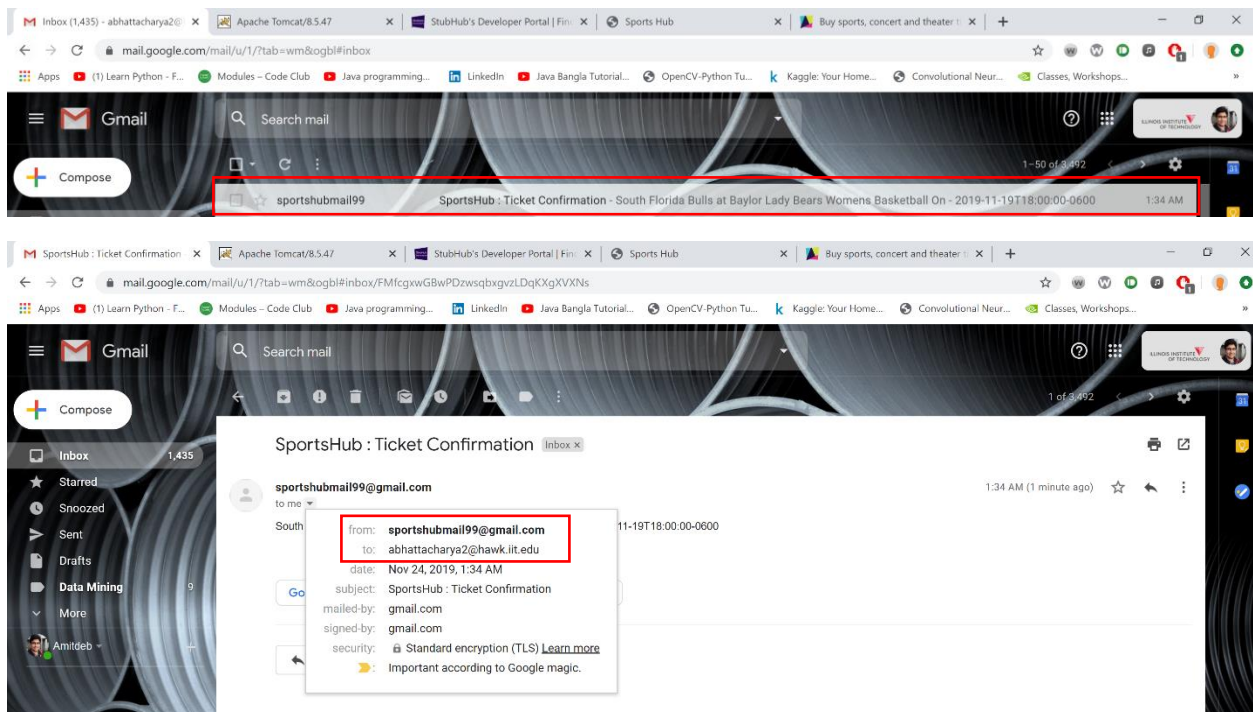 Inbox (1,435) - abhattacharya2@ × Apache Tomcat/8.5.47 × StubHub's Developer Portal | Fin × Sports Hub × Buy sports, concert and theater t × +
mail.google.com/mail/u/1/?tab=wm&ogbl#inbox
Apps (1) Learn Python - F... Modules – Code Club Java programming... LinkedIn Java Bangla Tutorial... OpenCV-Python Tu... Kaggle: Your Home... Convolutional Neur... Classes, Workshops... »
Gmail Search mail ILLINOIS INSTITUTE OF TECHNOLOGY
Compose 1–50 of 3,492 31
sportshubmail99 SportsHub : Ticket Confirmation - South Florida Bulls at Baylor Lady Bears Womens Basketball On - 2019-11-19T18:00:00-0600 1:34 AM
SportsHub : Ticket Confirmation × Apache Tomcat/8.5.47 × StubHub's Developer Portal | Fin × Sports Hub × Buy sports, concert and theater t × +
mail.google.com/mail/u/1/?tab=wm&ogbl#inbox/FMfcgxwGBwPDzwsqbxgvzLDqKXgXVXNs
Apps (1) Learn Python - F... Modules – Code Club Java programming... LinkedIn Java Bangla Tutorial... OpenCV-Python Tu... Kaggle: Your Home... Convolutional Neur... Classes, Workshops... »
Gmail Search mail ILLINOIS INSTITUTE OF TECHNOLOGY
Compose 1 of 3,492 31
SportsHub : Ticket Confirmation Inbox ×
Inbox 1,435
Starred
Snoozed
Sent
Drafts
Data Mining 9
More
Amitdeb
sportshubmail99@gmail.com 1:34 AM (1 minute ago)
to me
South 11-19T18:00:00-0600
from: sportshubmail99@gmail.com
to: abhattacharya2@hawk.iit.edu
date: Nov 24, 2019, 1:34 AM
subject: SportsHub : Ticket Confirmation
mailed-by: gmail.com
signed-by: gmail.com
security: Standard encryption (TLS) Learn more
: Important according to Google magic.
Go